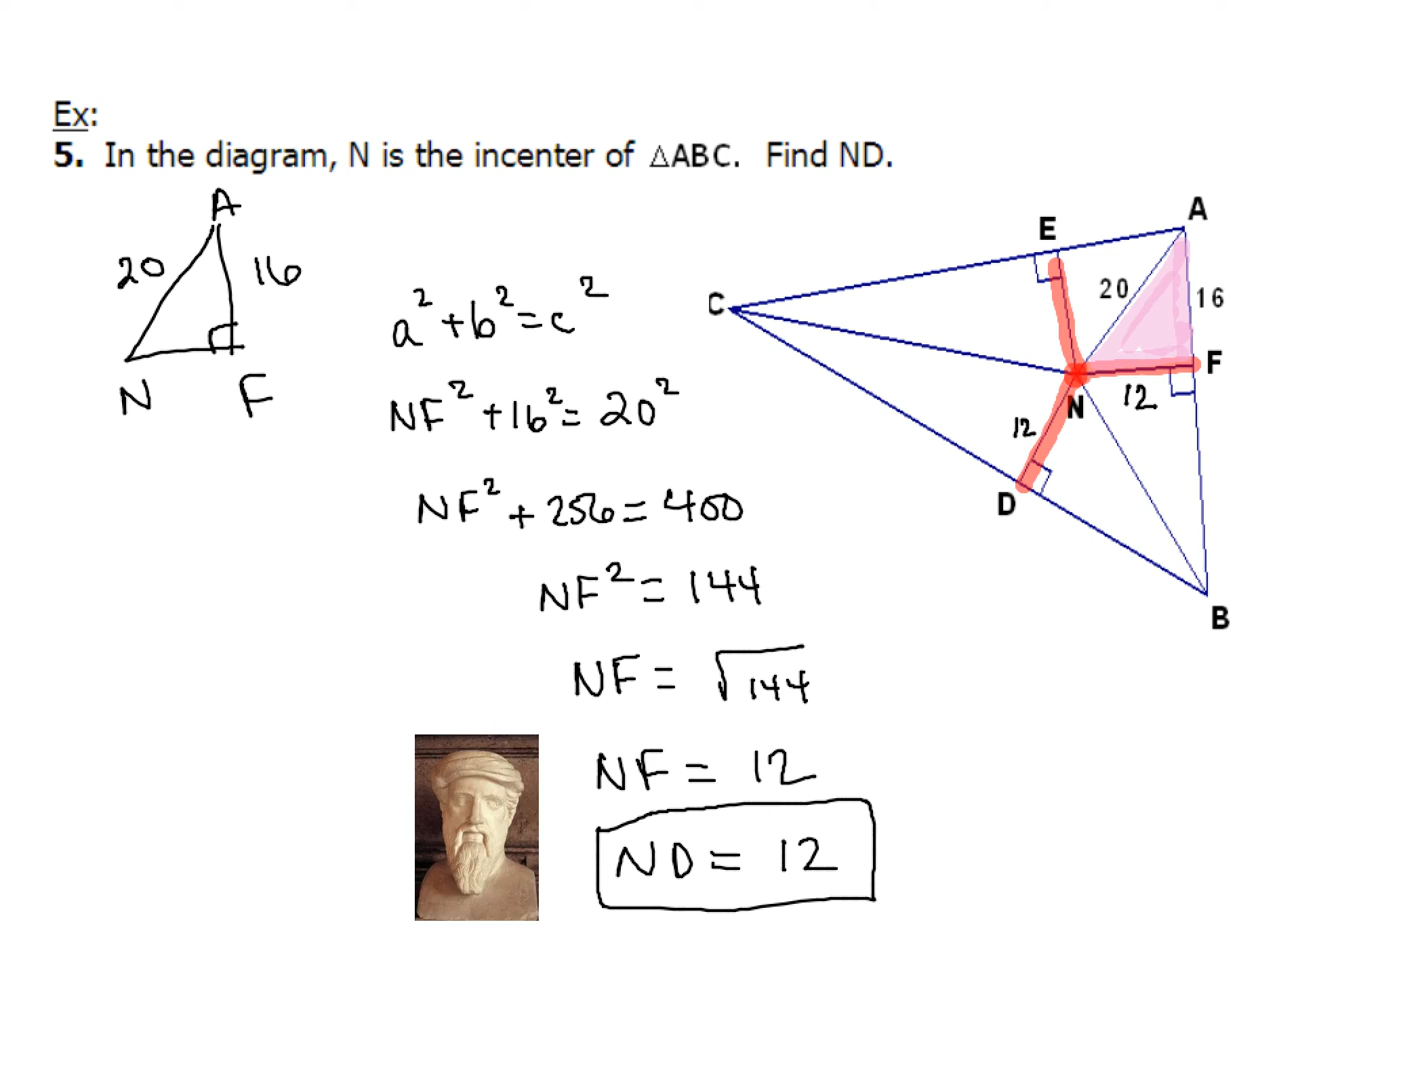 Ex:
5. In the diagram, N is the incenter of △ABC. Find ND.
A
20
16
N
F
a²+b²=c²
NF²+16²=20²
NF²+256=400
NF²=144
NF=√144
NF=12
ND=12
A
E
20
C
16
F
12
N
12
D
B